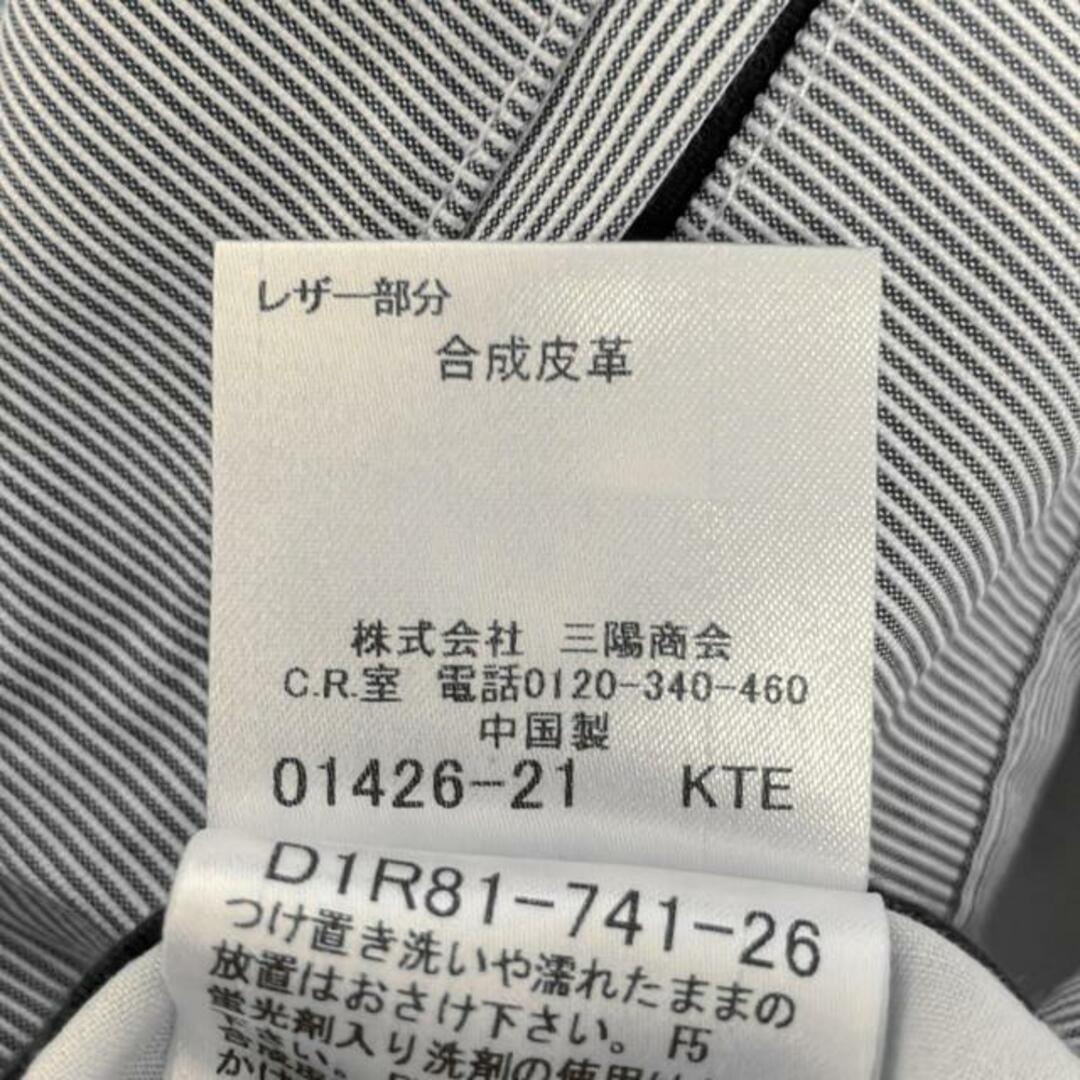 レザー部分
合成皮革
株式会社 三陽商会
C.R.室 電話0120-340-460
中国製
01426-21 KTE
D1R81-741-26
つけ置き洗いや濡れたままの
放置はおさけ下さい。 F5
蛍光剤入り洗剤の使用は
さい。